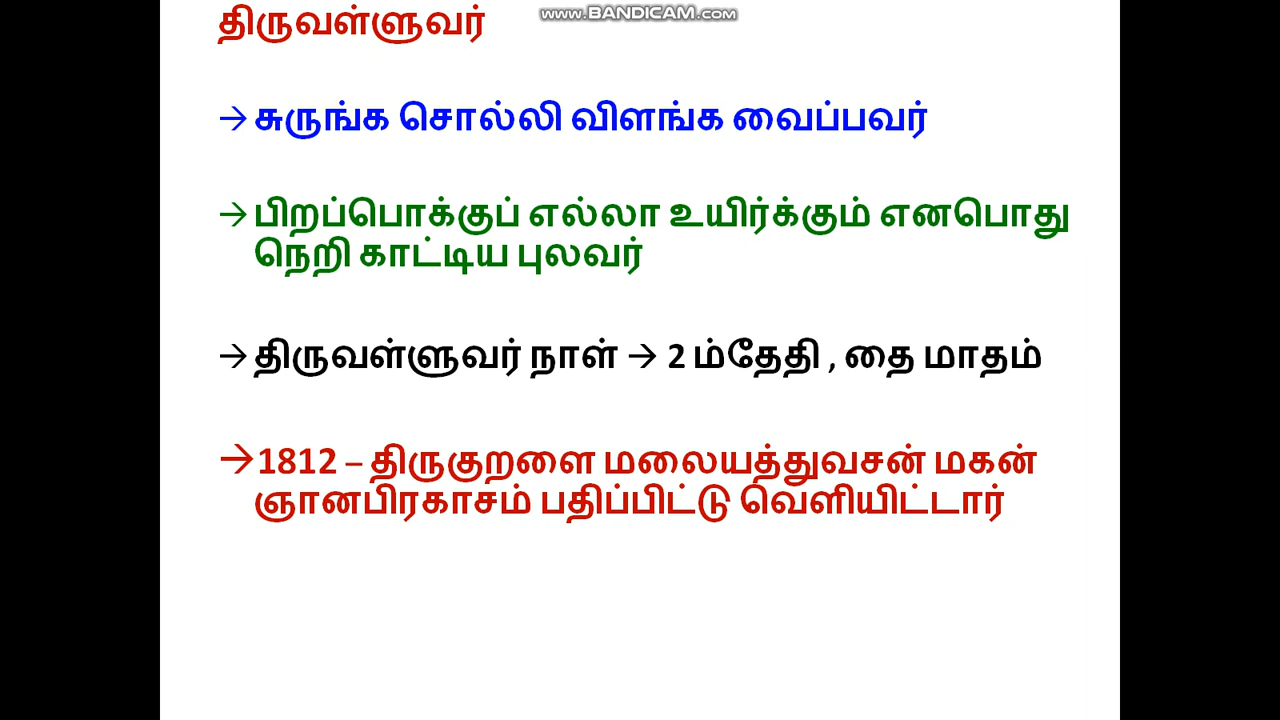 www.BANDICAM.com
திருவள்ளுவர்
→ சுருங்க சொல்லி விளங்க வைப்பவர்
→ பிறப்பொக்குப் எல்லா உயிர்க்கும் எனபொது
நெறி காட்டிய புலவர்
→ திருவள்ளுவர் நாள் → 2 ம்தேதி , தை மாதம்
→1812 – திருகுறளை மலையத்துவசன் மகன்
ஞானபிரகாசம் பதிப்பிட்டு வெளியிட்டார்